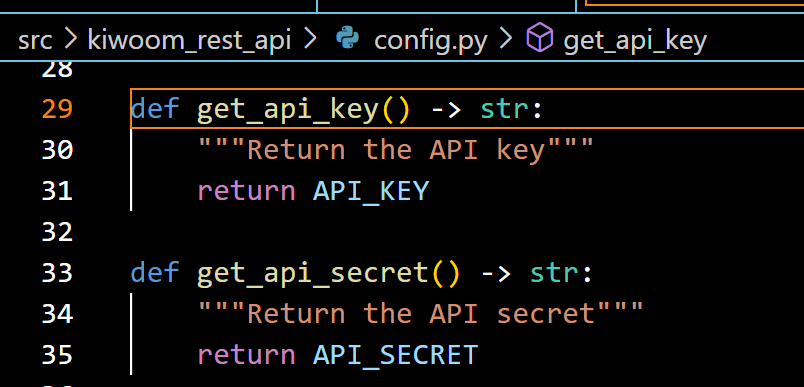 src > kiwoom_rest_api > config.py > get_api_key
28
29 def get_api_key() -> str:
30 """Return the API key"""
31 return API_KEY
32
33 def get_api_secret() -> str:
34 """Return the API secret"""
35 return API_SECRET